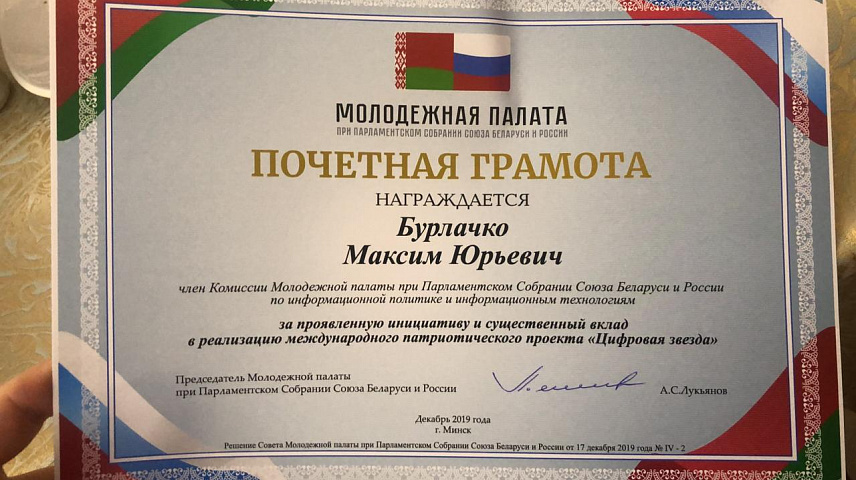 МОЛОДЕЖНАЯ ПАЛАТА
ПРИ ПАРЛАМЕНТСКОМ СОБРАНИИ СОЮЗА БЕЛАРУСИ И РОССИИ
ПОЧЕТНАЯ ГРАМОТА
НАГРАЖДАЕТСЯ
Бурлачко
Максим Юрьевич
член Комиссии Молодежной палаты при Парламентском Собрании Союза Беларуси и России
по информационной политике и информационным технологиям
за проявленную инициативу и существенный вклад
в реализацию международного патриотического проекта «Цифровая звезда»
Председатель Молодежной палаты
при Парламентском Собрании Союза Беларуси и России
А.С.Лукьянов
Декабрь 2019 года
г. Минск
Решение Совета Молодежной палаты при Парламентском Собрании Союза Беларуси и России от 17 декабря 2019 года № IV - 2